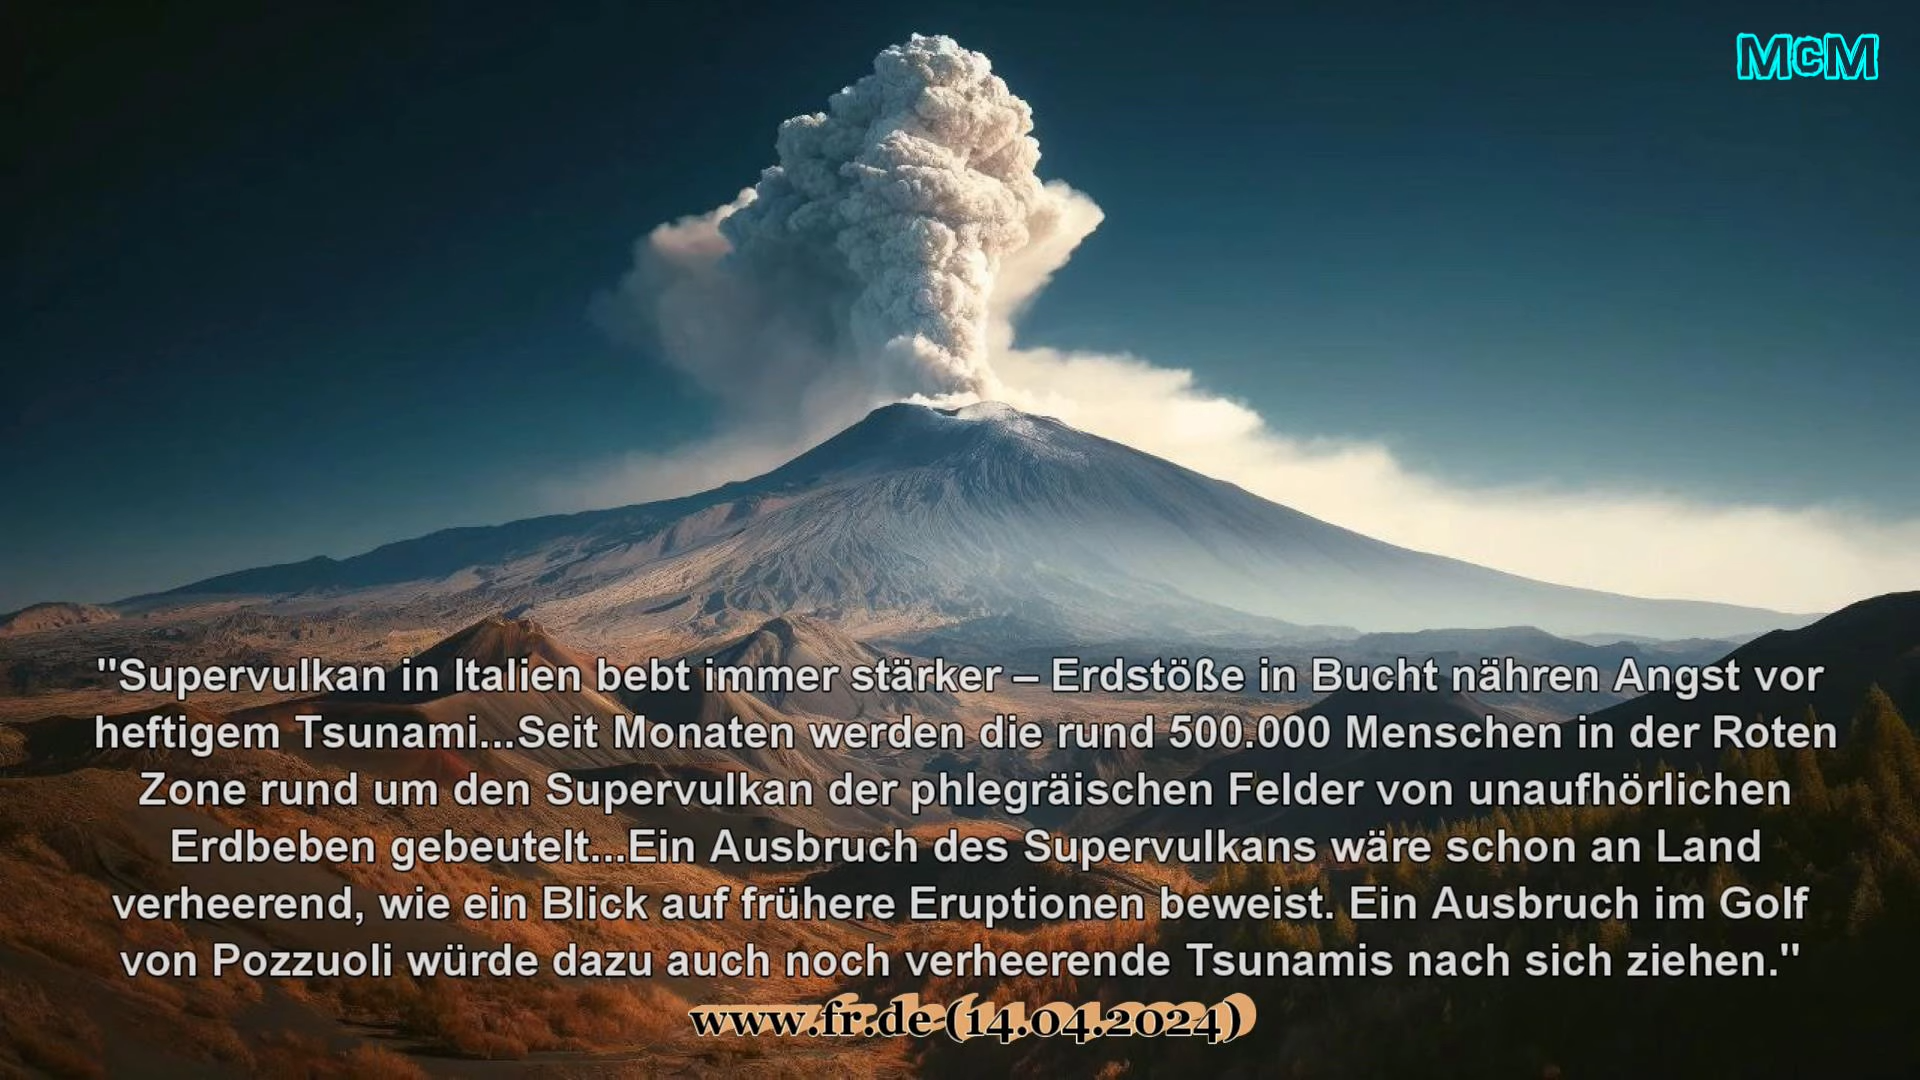 McM
"Supervulkan in Italien bebt immer stärker – Erdstöße in Bucht nähren Angst vor
heftigem Tsunami...Seit Monaten werden die rund 500.000 Menschen in der Roten
Zone rund um den Supervulkan der phlegräischen Felder von unaufhörlichen
Erdbeben gebeutelt...Ein Ausbruch des Supervulkans wäre schon an Land
verheerend, wie ein Blick auf frühere Eruptionen beweist. Ein Ausbruch im Golf
von Pozzuoli würde dazu auch noch verheerende Tsunamis nach sich ziehen."
www.fr.de (14.04.2024)